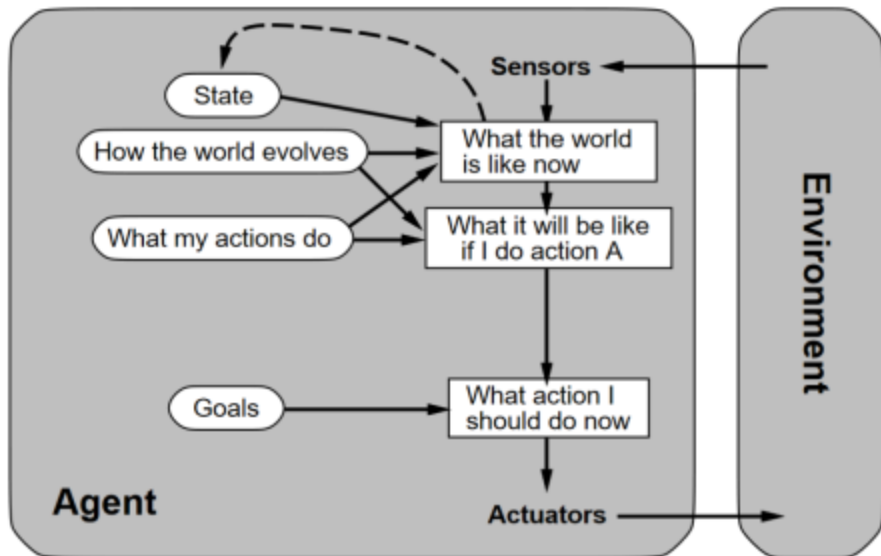 Sensors
State
What the world
is like now
How the world evolves
What it will be like
if I do action A
What my actions do
Environment
What action I
should do now
Goals
Agent
Actuators